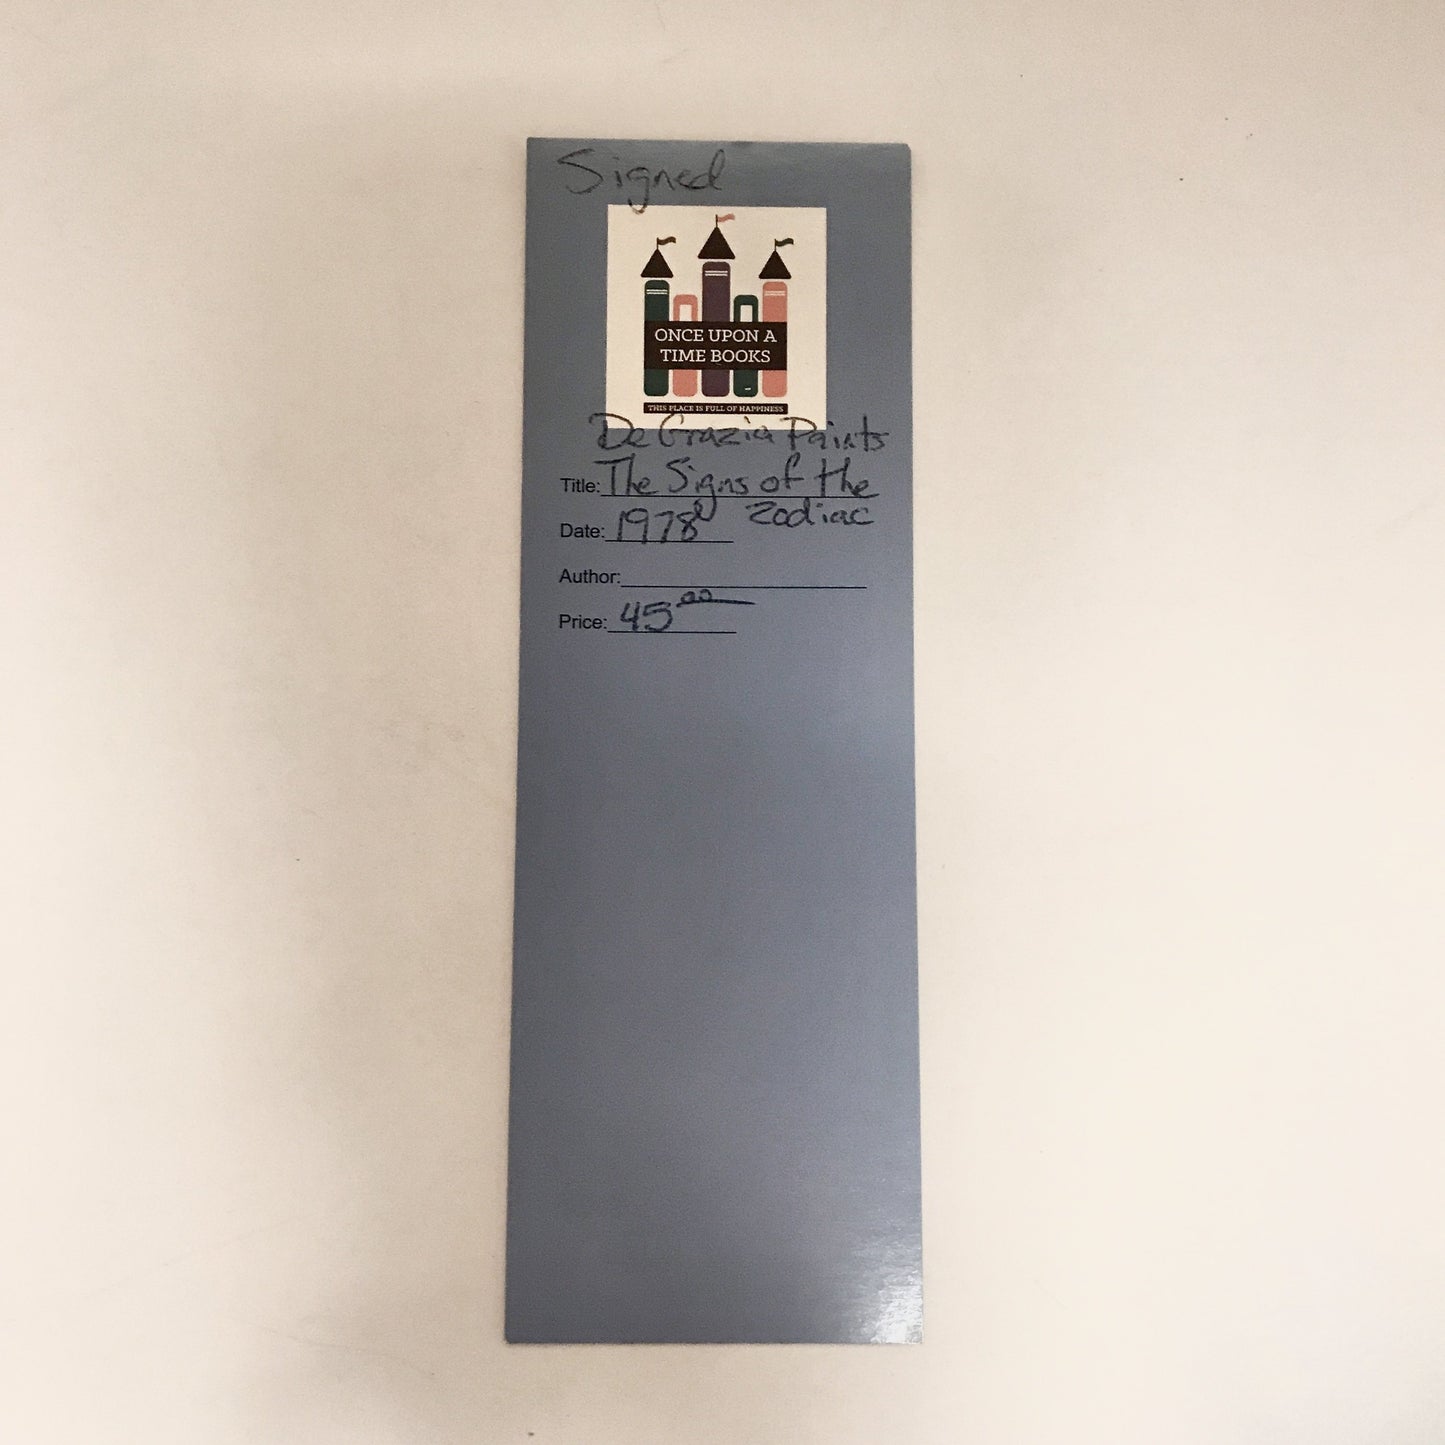 Signed
ONCE UPON A
TIME BOOKS
THIS PLACE IS FULL OF HAPPINESS
De Grazia Paints
Title: The Signs of the
Zodiac
Date: 1978
Author:
Price: 45 00